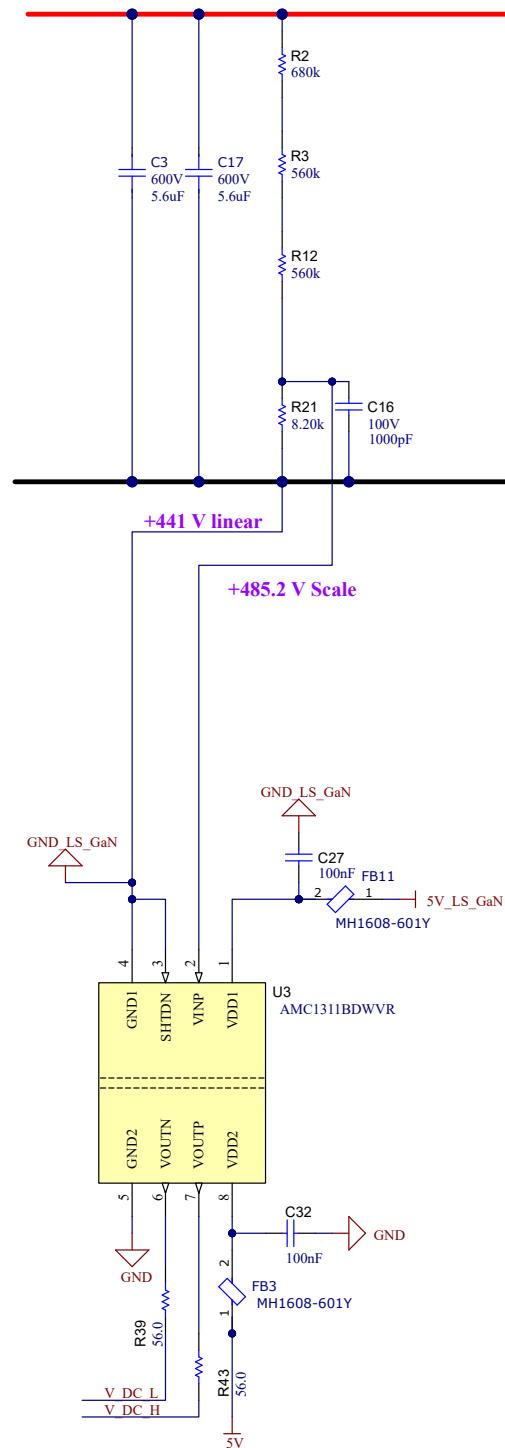 R2
680k
C3
600V
5.6uF
C17
600V
5.6uF
R3
560k
R12
560k
R21
8.20k
C16
100V
1000pF
+441 V linear
+485.2 V Scale
GND_LS_GaN
GND_LS_GaN
C27
100nF
FB11
2
1
5V_LS_GaN
MH1608-601Y
4
3
2
1
U3
AMC1311BDWVR
GND1
SHTDN
VINP
VDD1
GND2
VOUTN
VOUTP
VDD2
5
6
7
8
C32
100nF
GND
GND
2
FB3
MH1608-601Y
1
R39
56.0
R43
56.0
V_DC_L
V_DC_H
5V